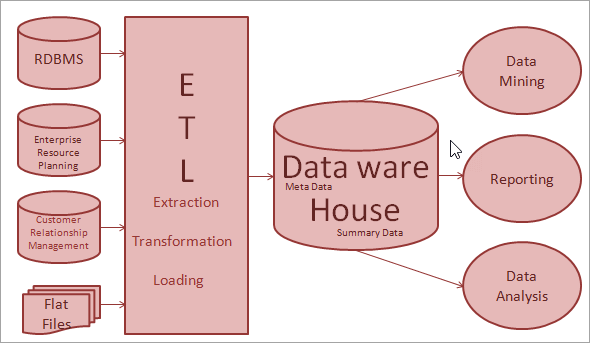 RDBMS
Enterprise
Resource
Planning
Customer
Relationship
Management
Flat
Files
E
T
L
Extraction
Transformation
Loading
Data ware
Meta Data
House
Summary Data
Data
Mining
Reporting
Data
Analysis